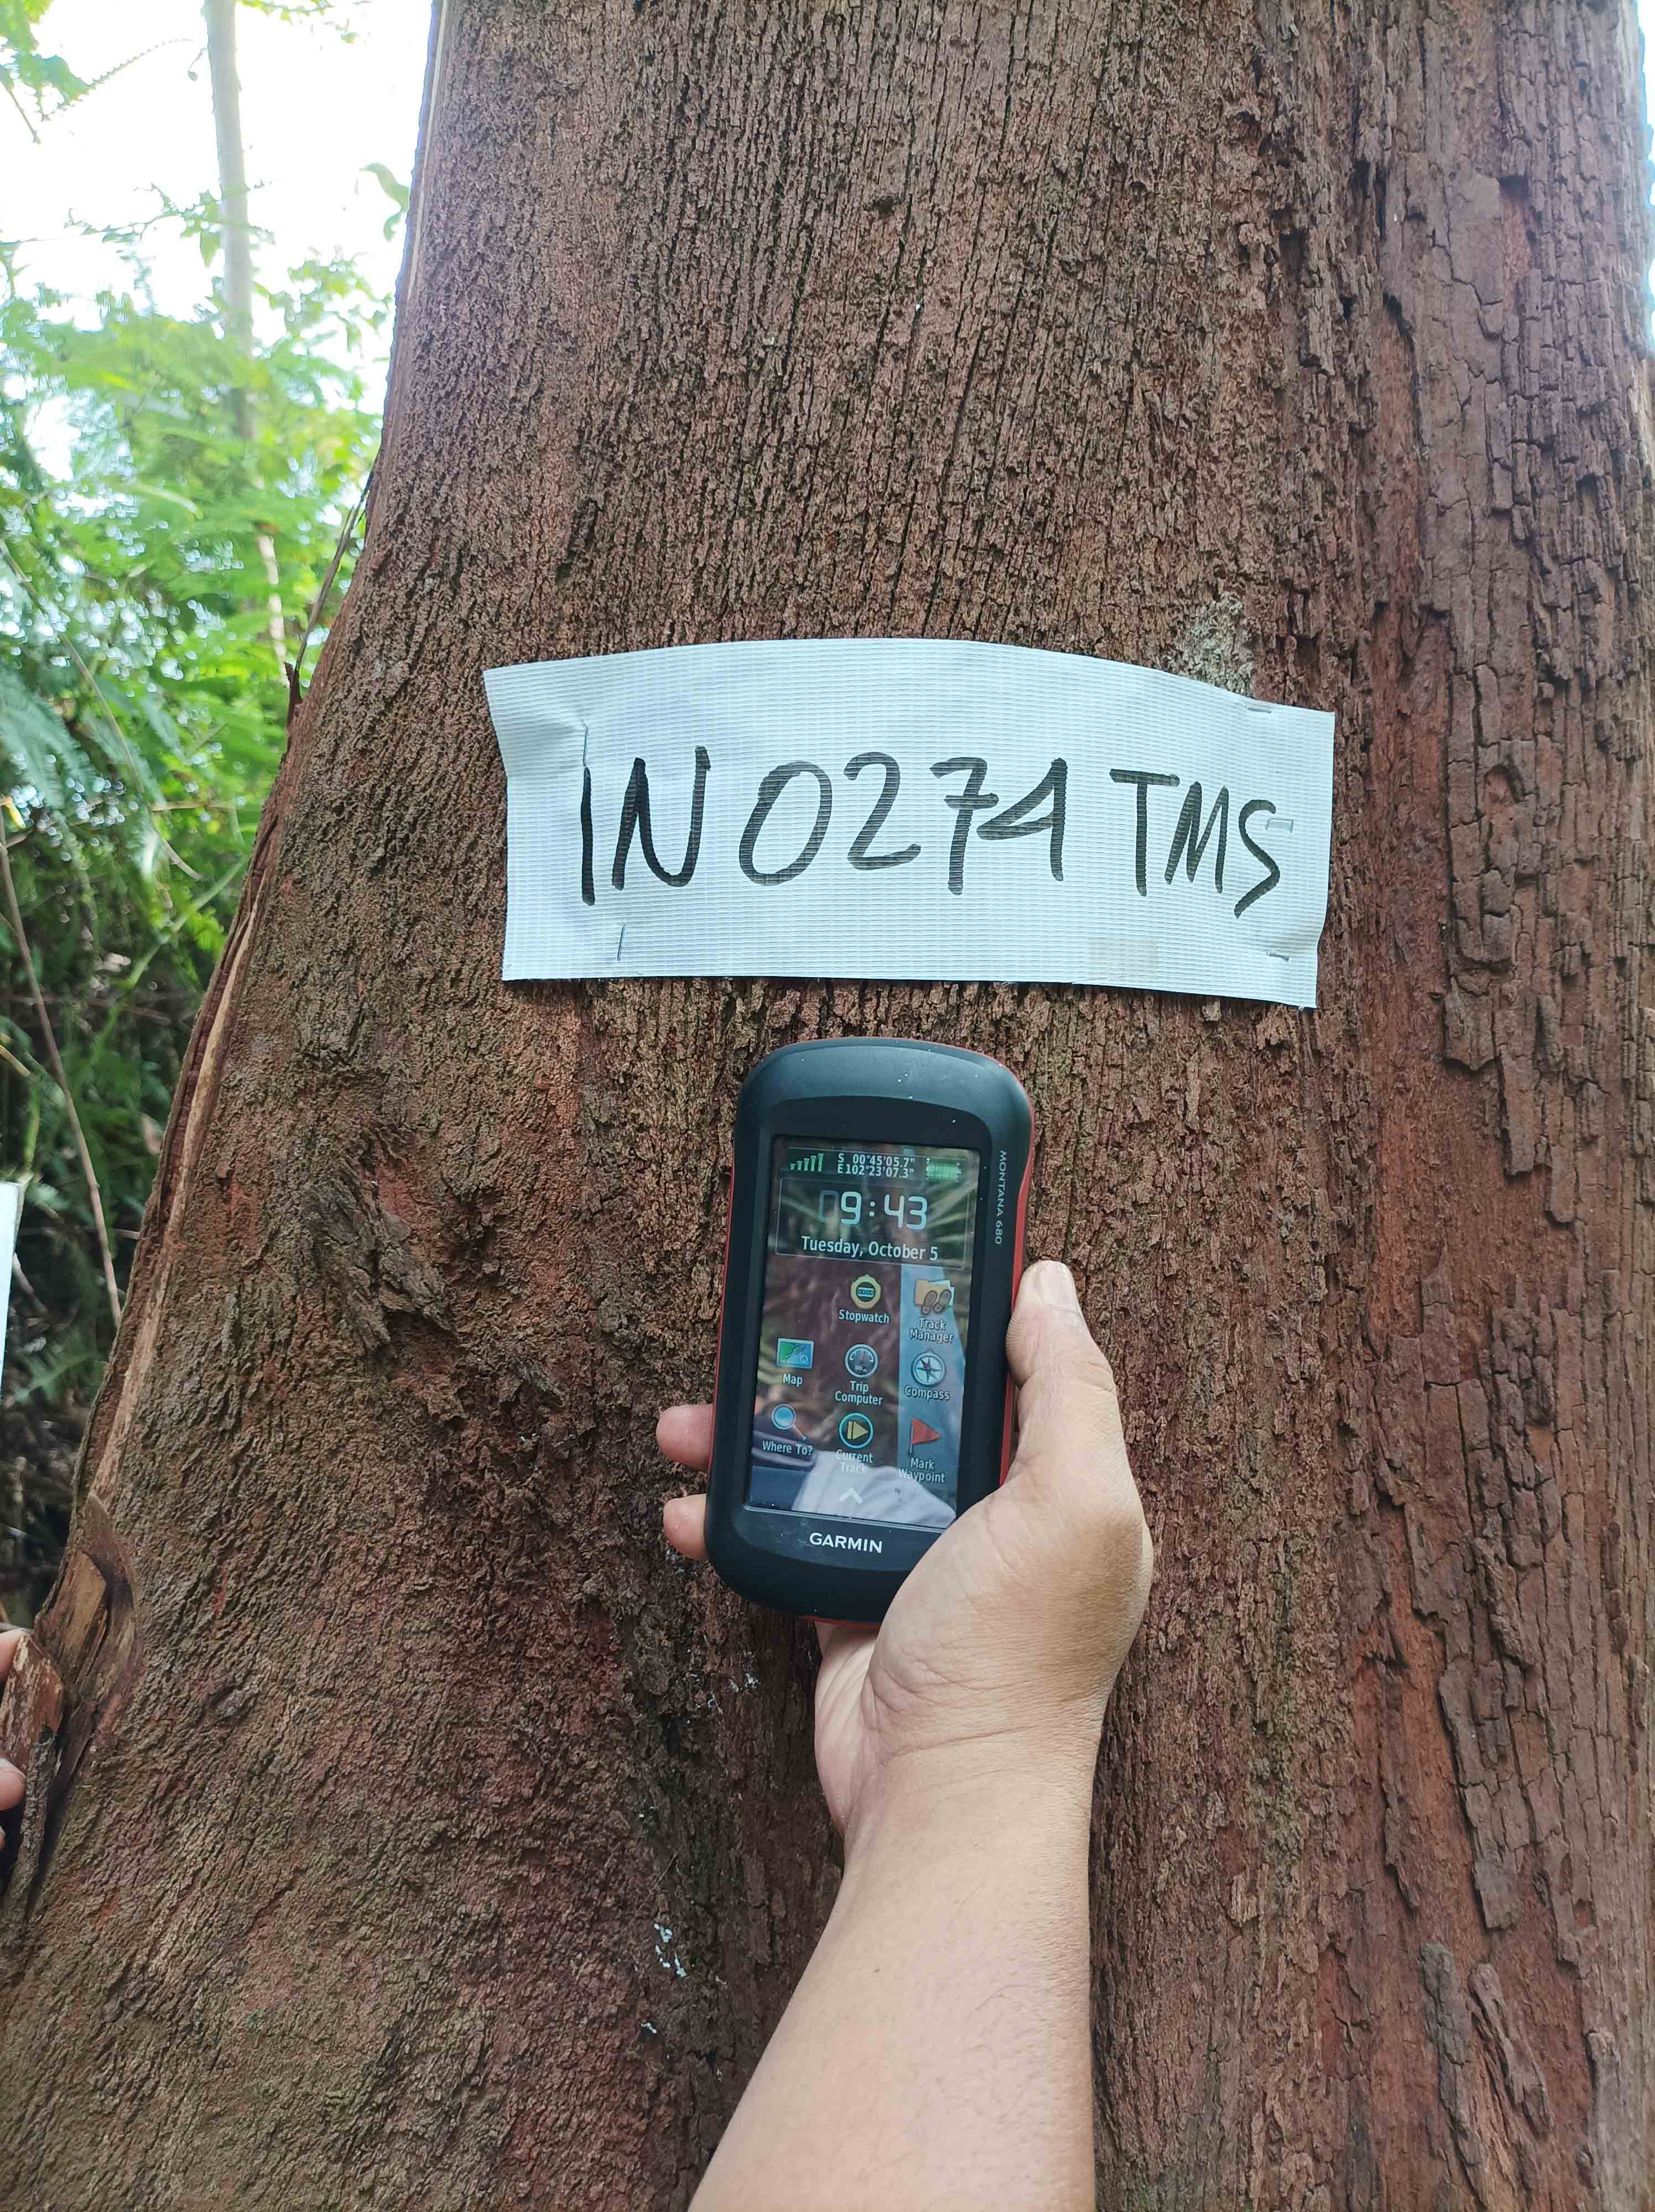 IN 0274 TMS
MONTANA 680
S 00°45'05.7"
E102°23'07.3"
09:43
Tuesday, October 5
Stopwatch
Track
Manager
Map
Trip
Computer
Compass
Where To?
Current
Track
Mark
Waypoint
GARMIN